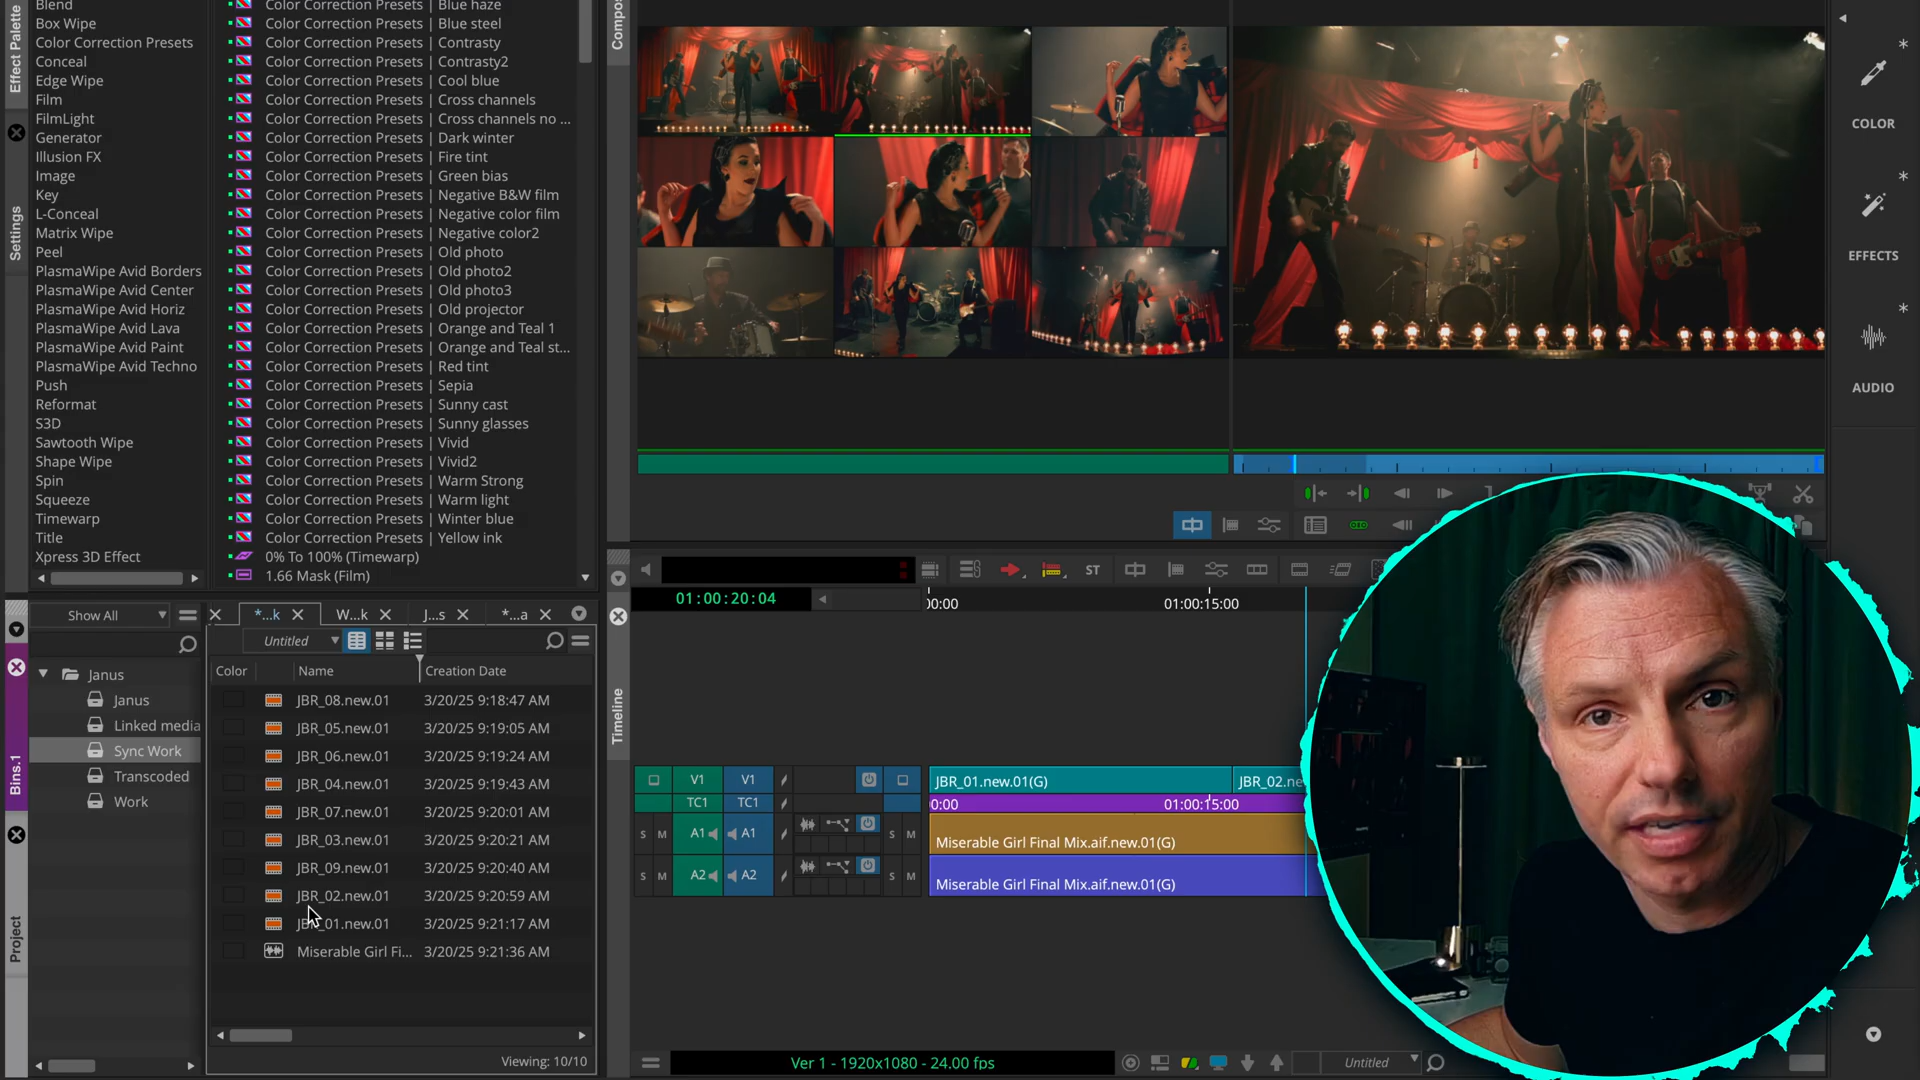 Effect Palette
Settings
Blend
Box Wipe
Color Correction Presets
Conceal
Edge Wipe
Film
FilmLight
Generator
Illusion FX
Image
Key
L-Conceal
Matrix Wipe
Peel
PlasmaWipe Avid Borders
PlasmaWipe Avid Center
PlasmaWipe Avid Horiz
PlasmaWipe Avid Lava
PlasmaWipe Avid Paint
PlasmaWipe Avid Techno
Push
Reformat
S3D
Sawtooth Wipe
Shape Wipe
Spin
Squeeze
Timewarp
Title
Xpress 3D Effect
Color Correction Presets | Blue haze
Color Correction Presets | Blue steel
Color Correction Presets | Contrasty
Color Correction Presets | Contrasty2
Color Correction Presets | Cool blue
Color Correction Presets | Cross channels
Color Correction Presets | Cross channels no ...
Color Correction Presets | Dark winter
Color Correction Presets | Fire tint
Color Correction Presets | Green bias
Color Correction Presets | Negative B&W film
Color Correction Presets | Negative color film
Color Correction Presets | Negative color2
Color Correction Presets | Old photo
Color Correction Presets | Old photo2
Color Correction Presets | Old photo3
Color Correction Presets | Old projector
Color Correction Presets | Orange and Teal 1
Color Correction Presets | Orange and Teal st...
Color Correction Presets | Red tint
Color Correction Presets | Sepia
Color Correction Presets | Sunny cast
Color Correction Presets | Sunny glasses
Color Correction Presets | Vivid
Color Correction Presets | Vivid2
Color Correction Presets | Warm Strong
Color Correction Presets | Warm light
Color Correction Presets | Winter blue
Color Correction Presets | Yellow ink
0% To 100% (Timewarp)
1.66 Mask (Film)
COLOR
EFFECTS
AUDIO
Bins.1
Project
Show All
Janus
Janus
Linked media
Sync Work
Transcoded
Work
*...k W...k J...s *...a
Untitled
Color Name Creation Date
JBR_08.new.01 3/20/25 9:18:47 AM
JBR_05.new.01 3/20/25 9:19:05 AM
JBR_06.new.01 3/20/25 9:19:24 AM
JBR_04.new.01 3/20/25 9:19:43 AM
JBR_07.new.01 3/20/25 9:20:01 AM
JBR_03.new.01 3/20/25 9:20:21 AM
JBR_09.new.01 3/20/25 9:20:40 AM
JBR_02.new.01 3/20/25 9:20:59 AM
JBR_01.new.01 3/20/25 9:21:17 AM
Miserable Girl Fi... 3/20/25 9:21:36 AM
Viewing: 10/10
Timeline
ST
01:00:20:04
01:00:15:00
V1 V1 JBR_01.new.01(G) JBR_02.ne
TC1 TC1 0:00 01:00:15:00
S M A1 A1 S M Miserable Girl Final Mix.aif.new.01(G)
S M A2 A2 S M Miserable Girl Final Mix.aif.new.01(G)
Ver 1 - 1920x1080 - 24.00 fps
Untitled